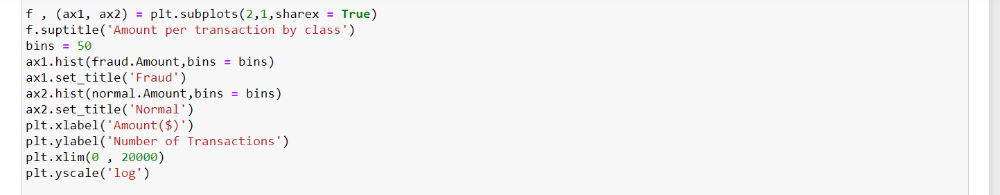 f , (ax1, ax2) = plt.subplots(2,1,sharex = True)
f.suptitle('Amount per transaction by class')
bins = 50
ax1.hist(fraud.Amount,bins = bins)
ax1.set_title('Fraud')
ax2.hist(normal.Amount,bins = bins)
ax2.set_title('Normal')
plt.xlabel('Amount($)')
plt.ylabel('Number of Transactions')
plt.xlim(0 , 20000)
plt.yscale('log')